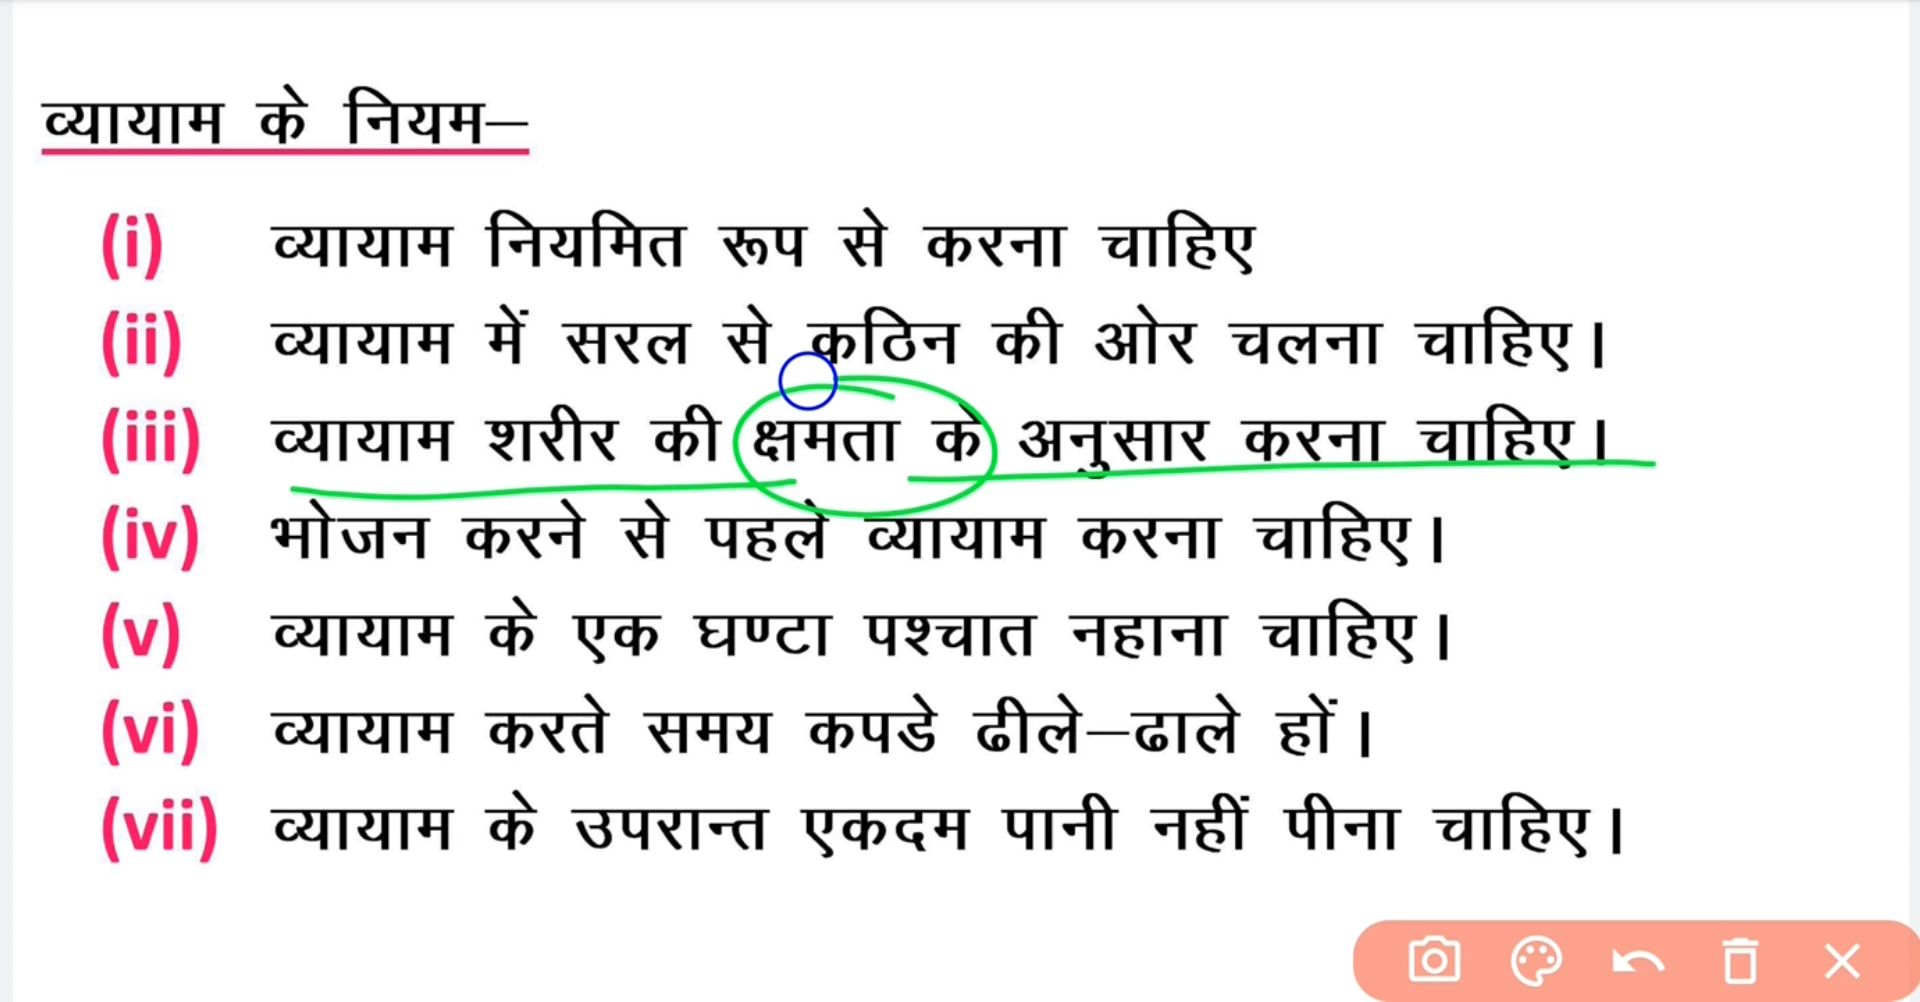 व्यायाम के नियम–
(i) व्यायाम नियमित रूप से करना चाहिए
(ii) व्यायाम में सरल से कठिन की ओर चलना चाहिए।
(iii) व्यायाम शरीर की क्षमता के अनुसार करना चाहिए।
(iv) भोजन करने से पहले व्यायाम करना चाहिए।
(v) व्यायाम के एक घण्टा पश्चात नहाना चाहिए।
(vi) व्यायाम करते समय कपडे ढीले–ढाले हों।
(vii) व्यायाम के उपरान्त एकदम पानी नहीं पीना चाहिए।